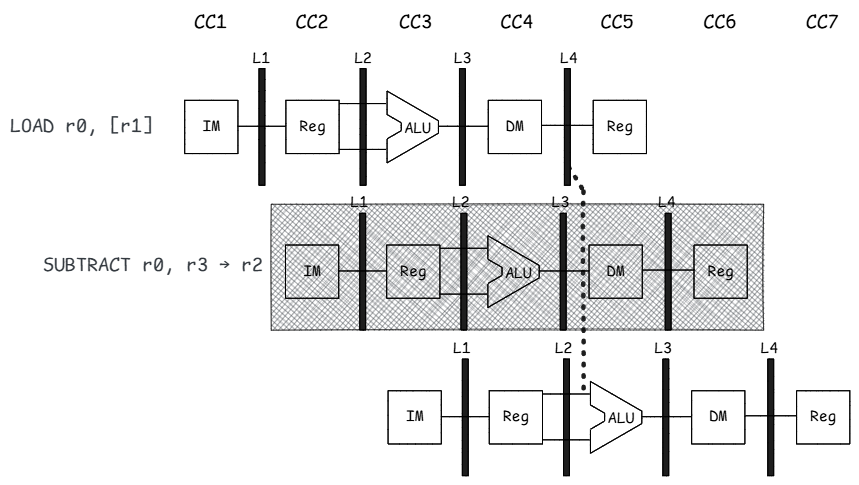 CC1 CC2 CC3 CC4 CC5 CC6 CC7
L1 L2 L3 L4
LOAD r0, [r1] IM Reg ALU DM Reg
L1 L2 L3 L4
SUBTRACT r0, r3 → r2 IM Reg ALU DM Reg
L1 L2 L3 L4
IM Reg ALU DM Reg